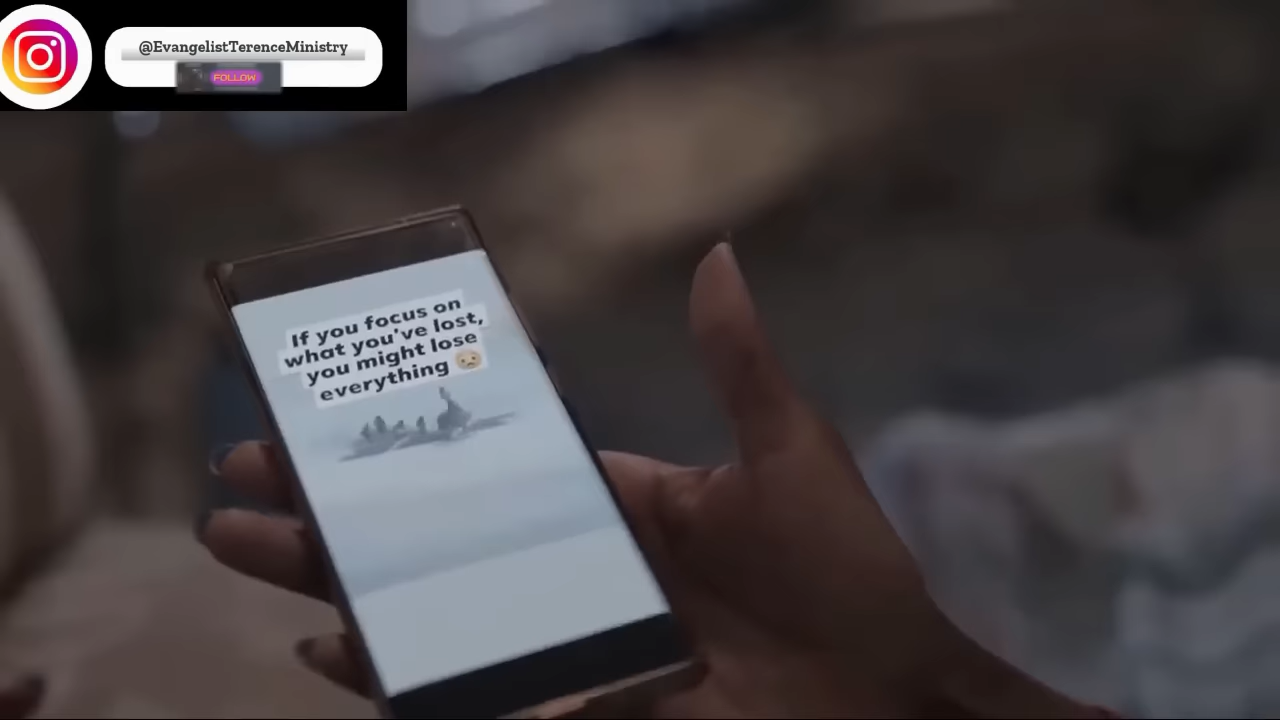 @EvangelistTerenceMinistry
FOLLOW
If you focus on
what you've lost,
you might lose
everything 😟